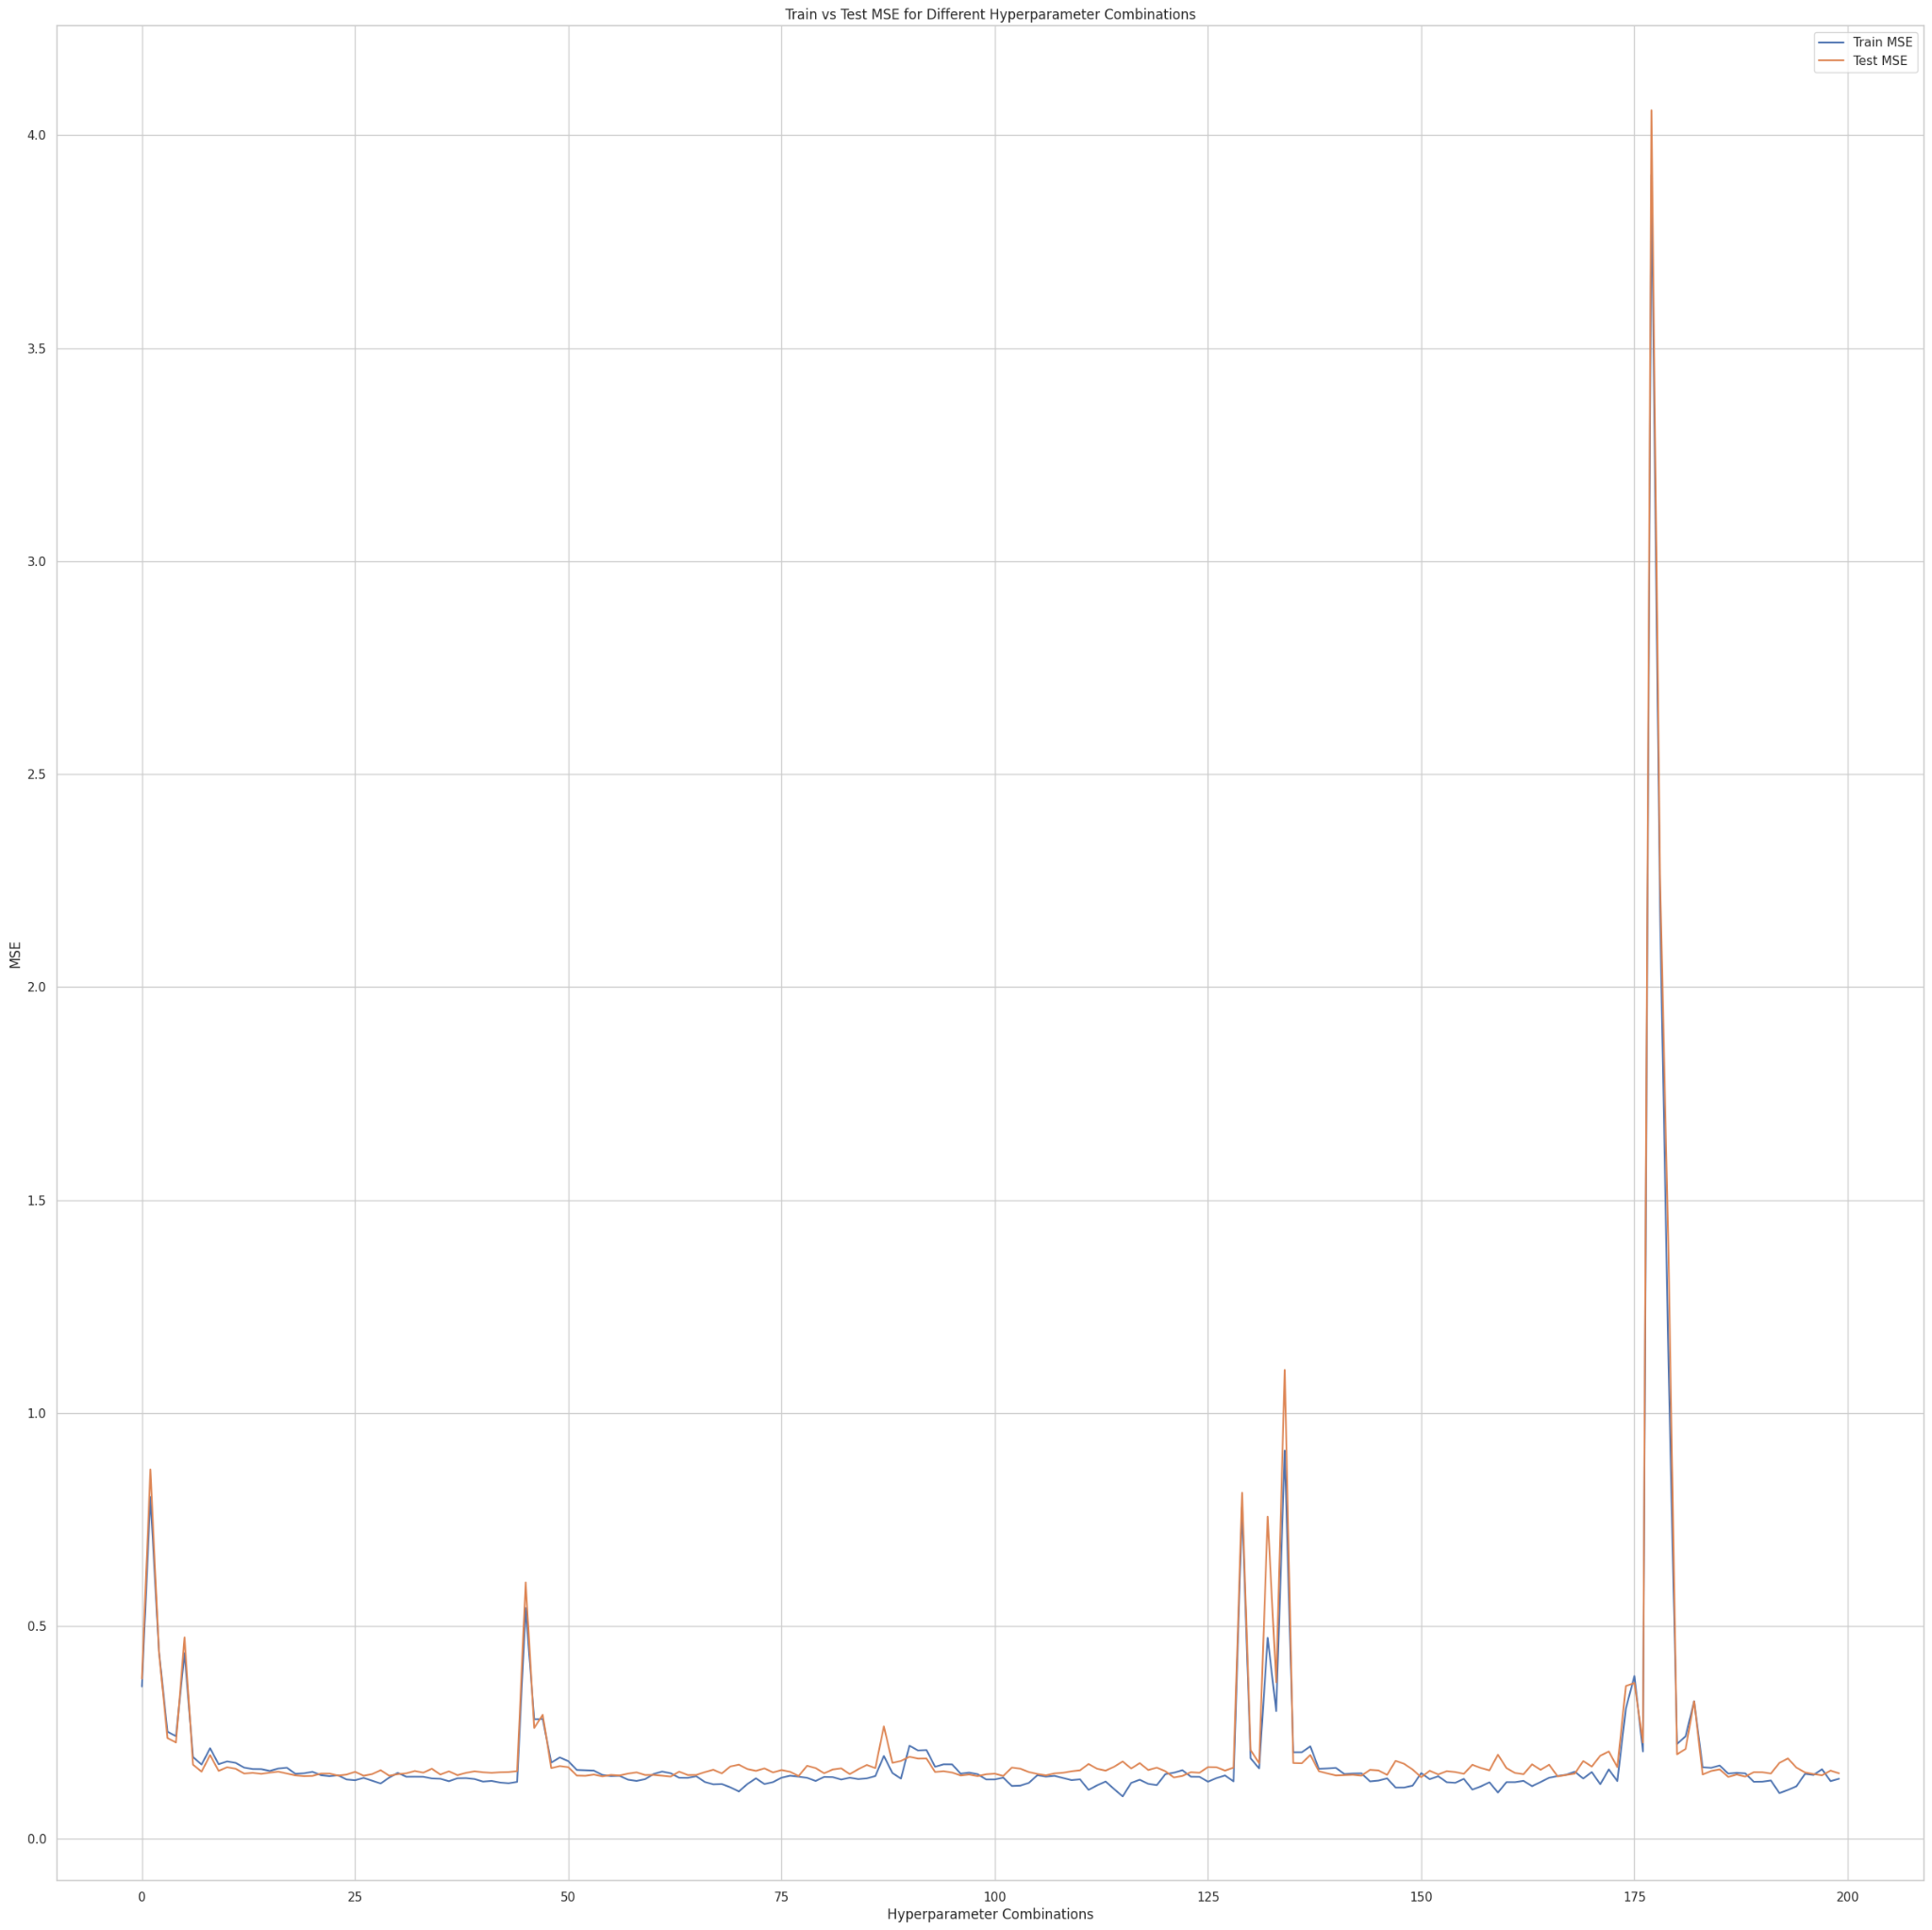 Train vs Test MSE for Different Hyperparameter Combinations
Train MSE
Test MSE
4.0
3.5
3.0
2.5
2.0
1.5
1.0
0.5
0.0
MSE
0 25 50 75 100 125 150 175 200
Hyperparameter Combinations